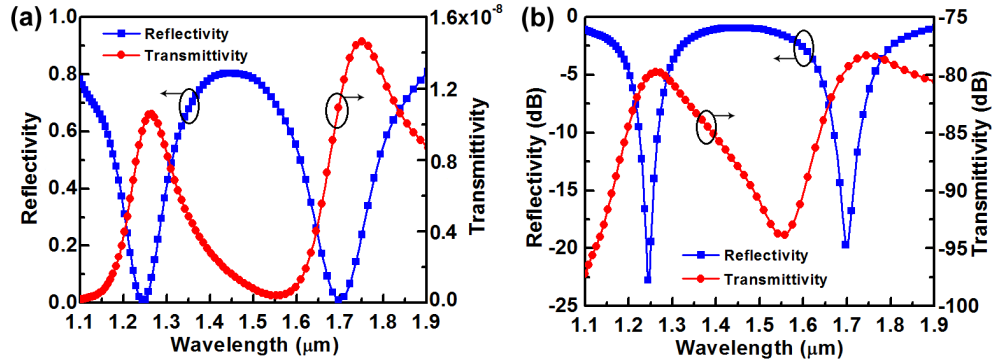 (a)
1.0
0.8
0.6
0.4
0.2
0.0
Reflectivity
Reflectivity
Transmittivity
1.6x10⁻⁸
1.2
0.8
0.4
0.0
Transmittivity
1.1 1.2 1.3 1.4 1.5 1.6 1.7 1.8 1.9
Wavelength (μm)
(b)
0
-5
-10
-15
-20
-25
Reflectivity (dB)
Reflectivity
Transmittivity
-75
-80
-85
-90
-95
-100
Transmittivity (dB)
1.1 1.2 1.3 1.4 1.5 1.6 1.7 1.8 1.9
Wavelength (μm)